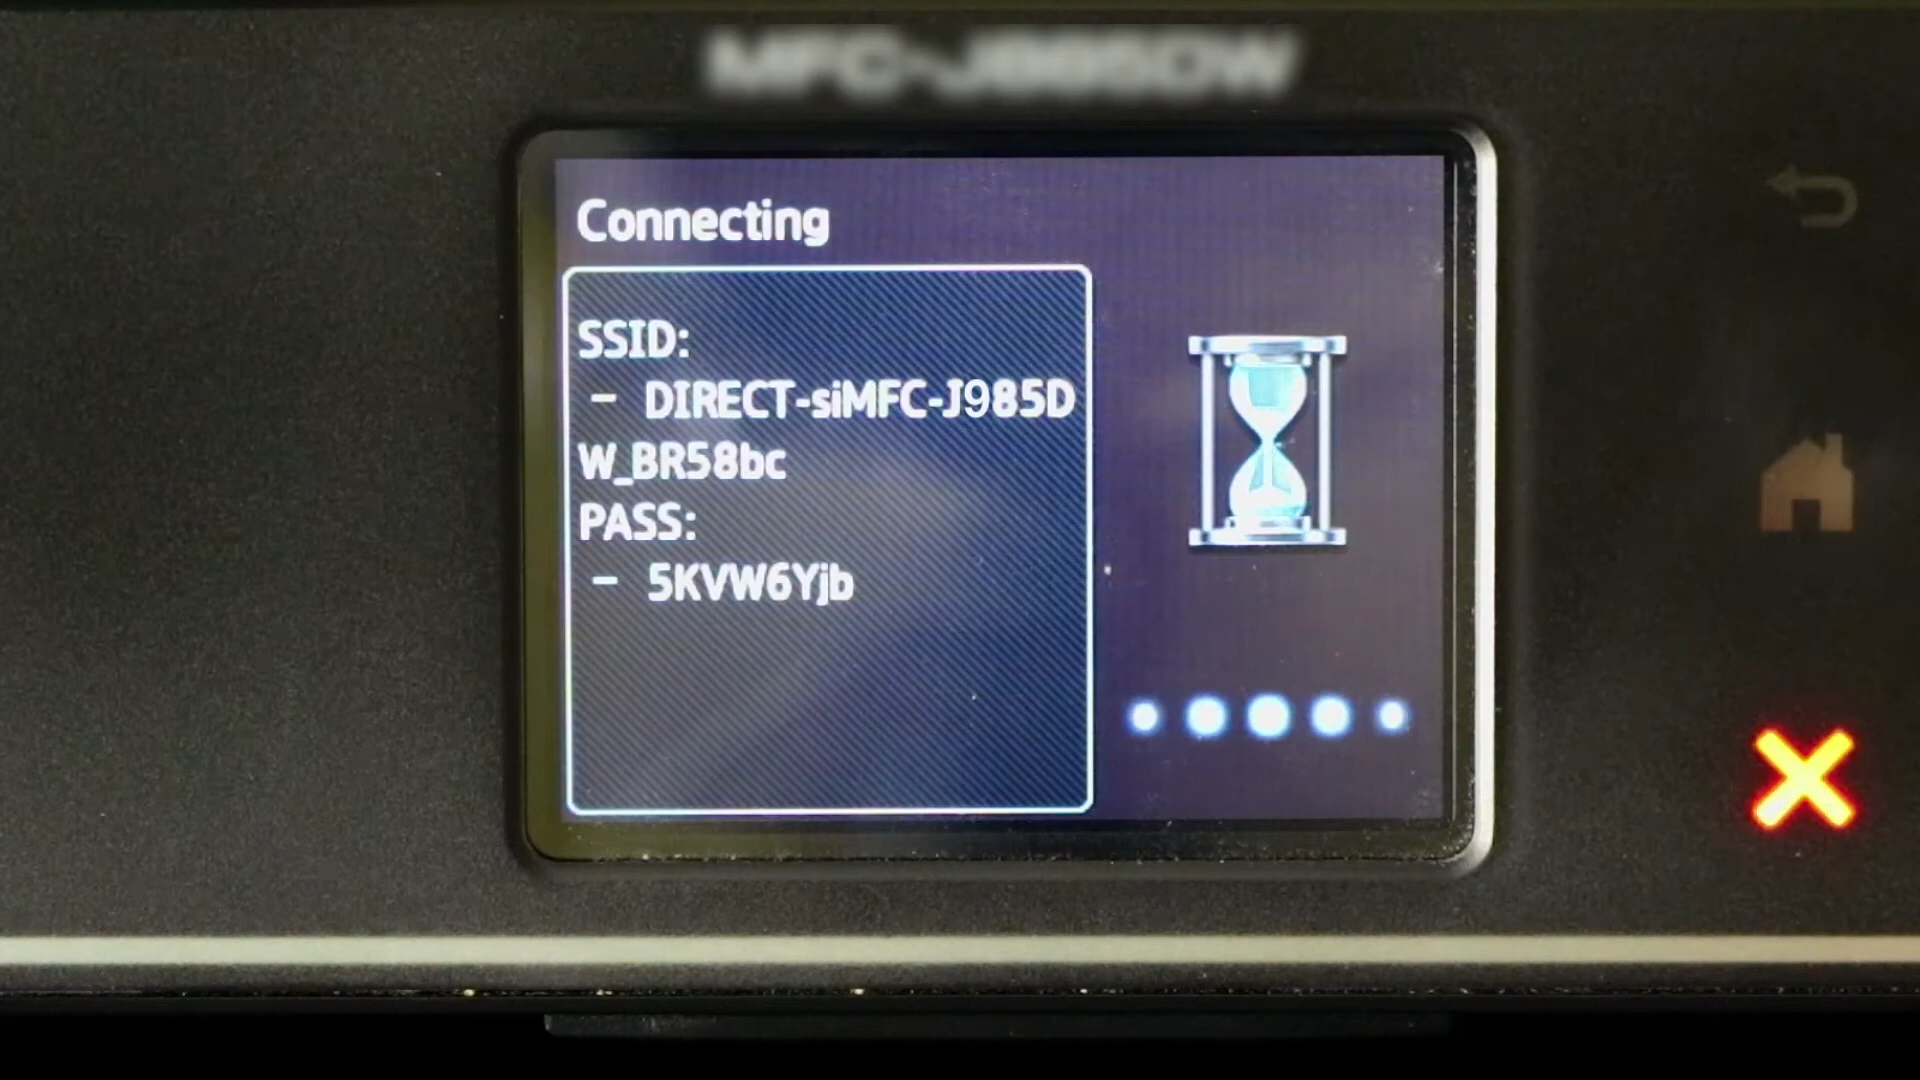 Connecting
SSID:
– DIRECT-siMFC-J985D
W_BR58bc
PASS:
– 5KVW6Yjb